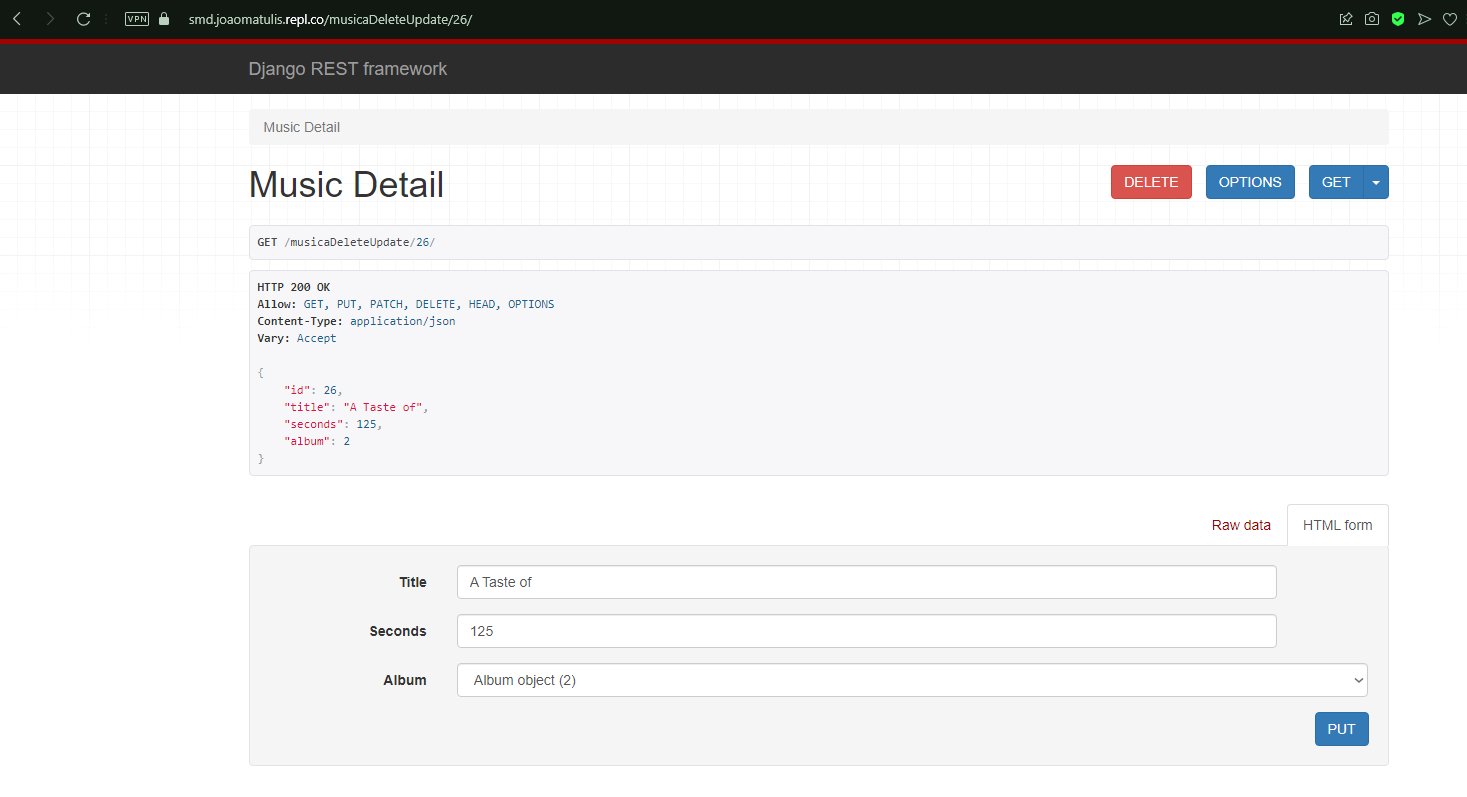 VPN smd.joaomatulis.repl.co/musicaDeleteUpdate/26/
Django REST framework
Music Detail
Music Detail DELETE OPTIONS GET
GET /musicaDeleteUpdate/26/
HTTP 200 OK
Allow: GET, PUT, PATCH, DELETE, HEAD, OPTIONS
Content-Type: application/json
Vary: Accept
{
"id": 26,
"title": "A Taste of",
"seconds": 125,
"album": 2
}
Raw data HTML form
Title A Taste of
Seconds 125
Album Album object (2)
PUT